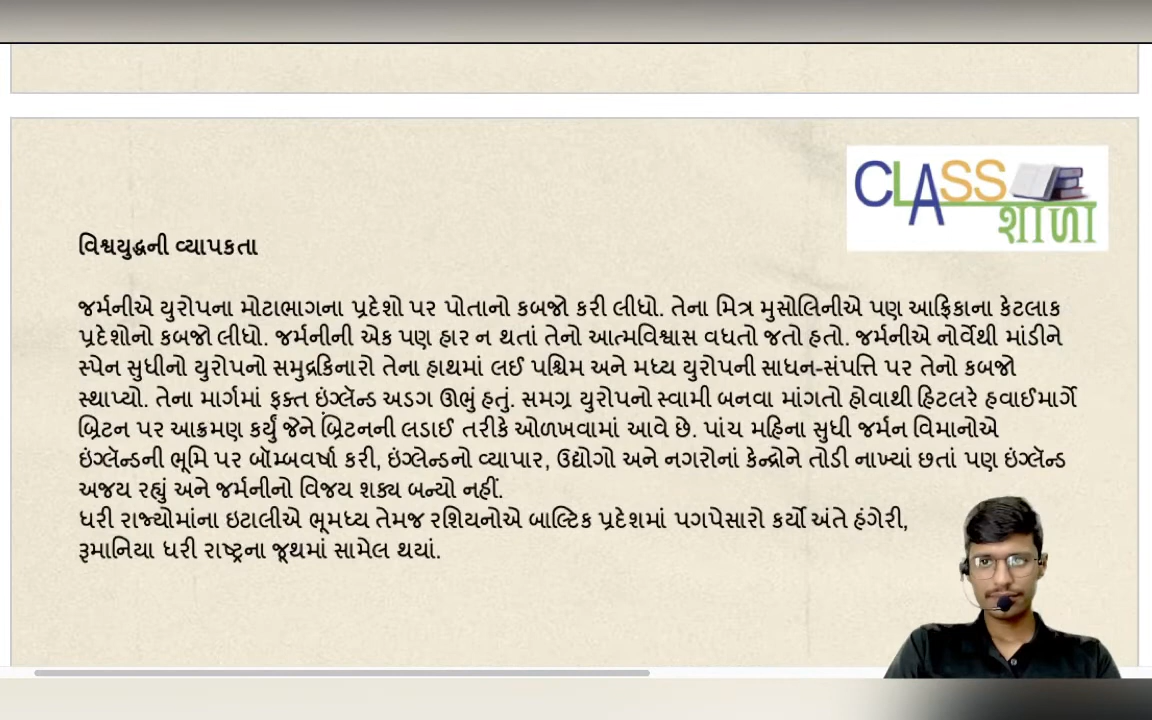 CLASS
શાળા
વિશ્વયુદ્ધની વ્યાપકતા
જર્મનીએ યુરોપના મોટાભાગના પ્રદેશો પર પોતાનો કબજો કરી લીધો. તેના મિત્ર મુસોલિનીએ પણ આફ્રિકાના કેટલાક
પ્રદેશોનો કબજો લીધો. જર્મનીની એક પણ હાર ન થતાં તેનો આત્મવિશ્વાસ વધતો જતો હતો. જર્મનીએ નોર્વેથી માંડીને
સ્પેન સુધીનો યુરોપનો સમુદ્રકિનારો તેના હાથમાં લઈ પશ્ચિમ અને મધ્ય યુરોપની સાધન-સંપત્તિ પર તેનો કબજો
સ્થાપ્યો. તેના માર્ગમાં ફક્ત ઇંગ્લૅન્ડ અડગ ઊભું હતું. સમગ્ર યુરોપનો સ્વામી બનવા માંગતો હોવાથી હિટલરે હવાઈમાર્ગે
બ્રિટન પર આક્રમણ કર્યું જેને બ્રિટનની લડાઈ તરીકે ઓળખવામાં આવે છે. પાંચ મહિના સુધી જર્મન વિમાનોએ
ઇંગ્લૅન્ડની ભૂમિ પર બૉમ્બવર્ષા કરી, ઇંગ્લેન્ડનો વ્યાપાર, ઉદ્યોગો અને નગરોનાં કેન્દ્રોને તોડી નાખ્યાં છતાં પણ ઇંગ્લૅન્ડ
અજય રહ્યું અને જર્મનીનો વિજય શક્ય બન્યો નહીં.
ધરી રાજ્યોમાંના ઇટાલીએ ભૂમધ્ય તેમજ રશિયનોએ બાલ્ટિક પ્રદેશમાં પગપેસારો કર્યો અંતે હંગેરી,
રૂમાનિયા ધરી રાષ્ટ્રના જૂથમાં સામેલ થયાં.